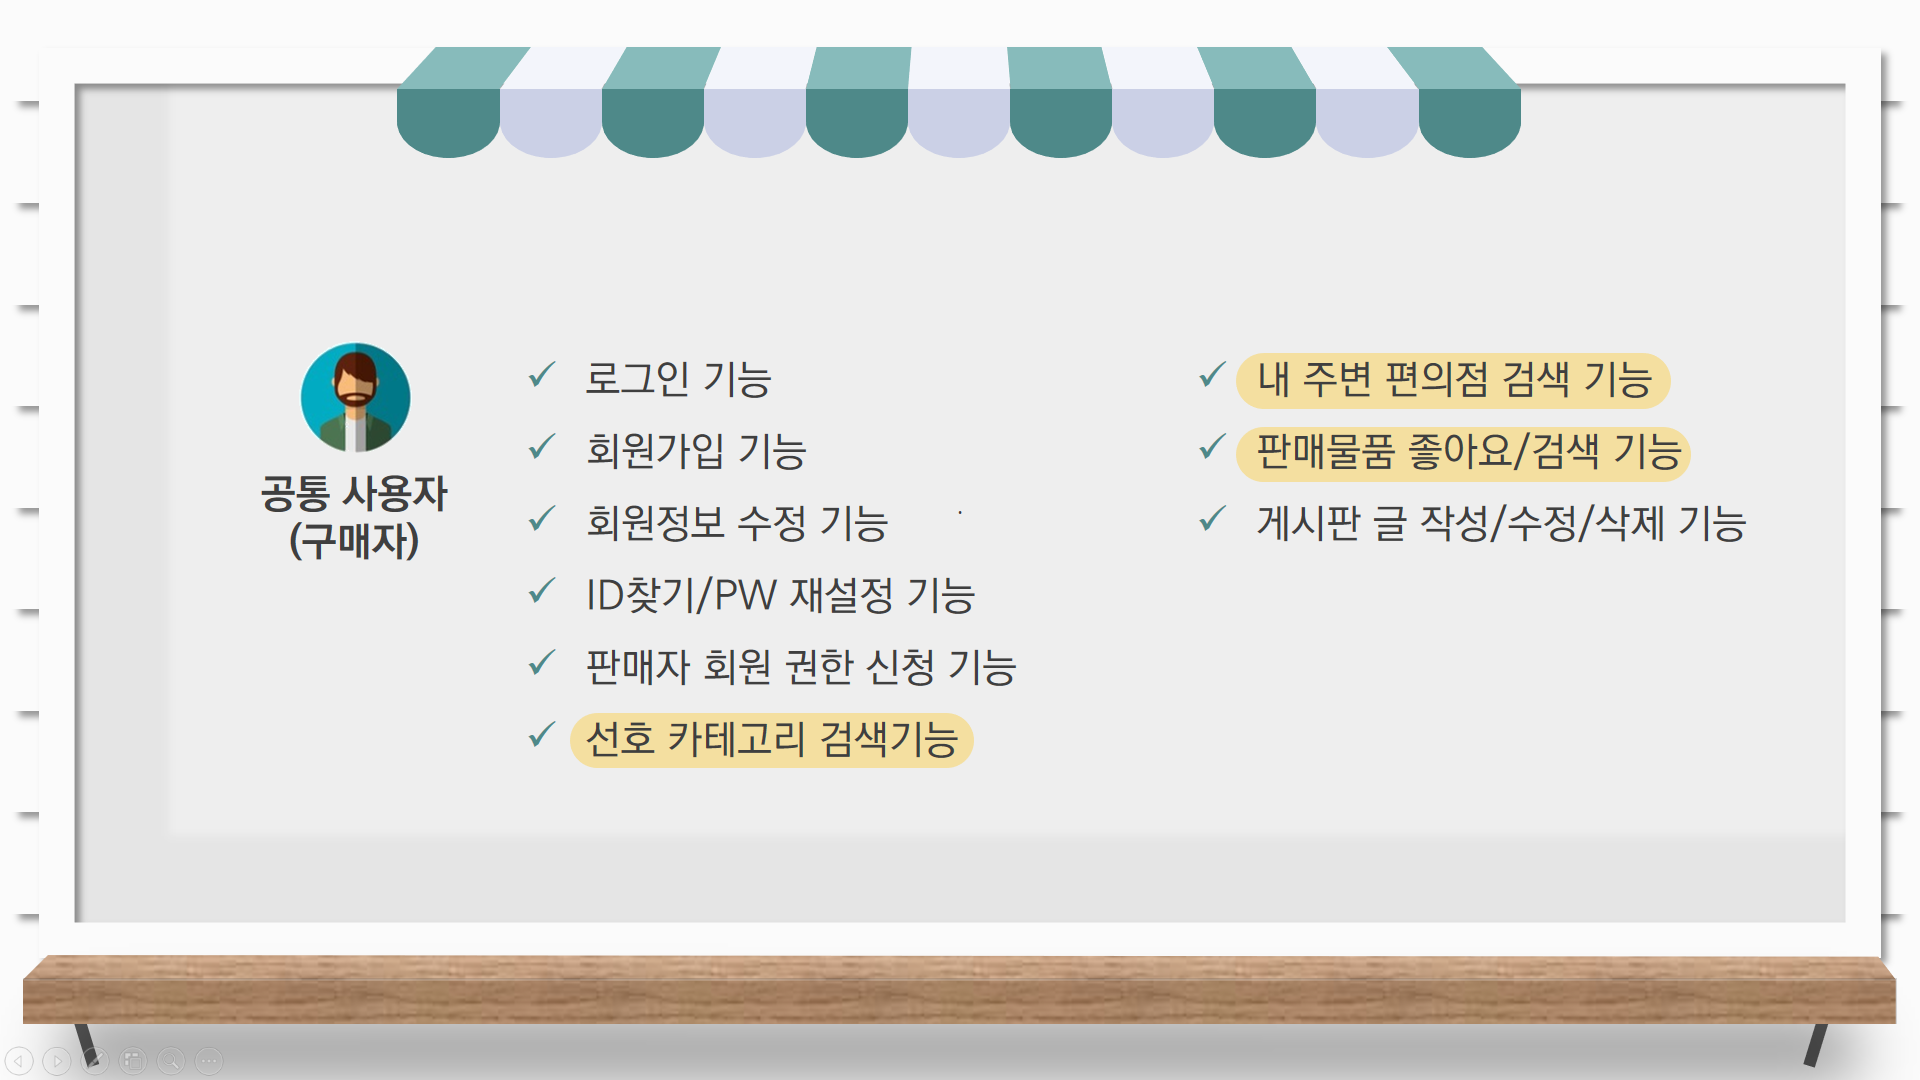 공통 사용자
(구매자)
로그인 기능
회원가입 기능
회원정보 수정 기능
ID찾기/PW 재설정 기능
판매자 회원 권한 신청 기능
선호 카테고리 검색기능
내 주변 편의점 검색 기능
판매물품 좋아요/검색 기능
게시판 글 작성/수정/삭제 기능